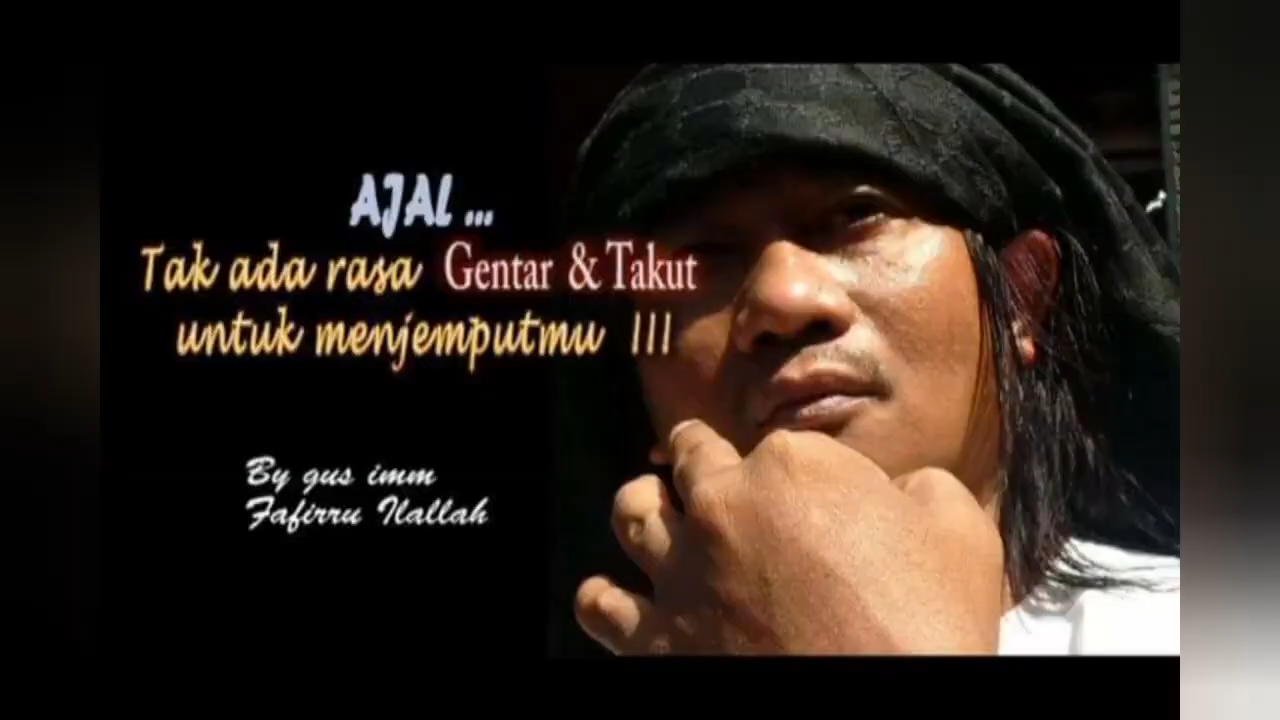 AJAL ...
Tak ada rasa Gentar & Takut
untuk menjemputmu !!!
By gus imm
Fafirru Ilallah